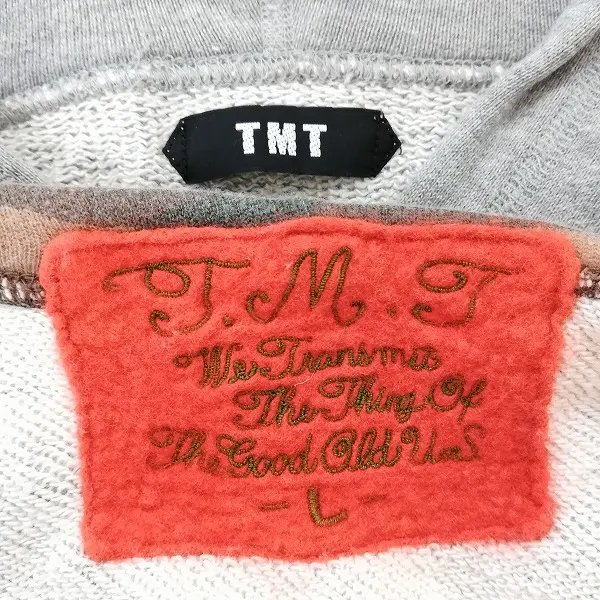 TMT
T.M.T
We Transmit
The Thing Of
The Good Old U.S
- L -